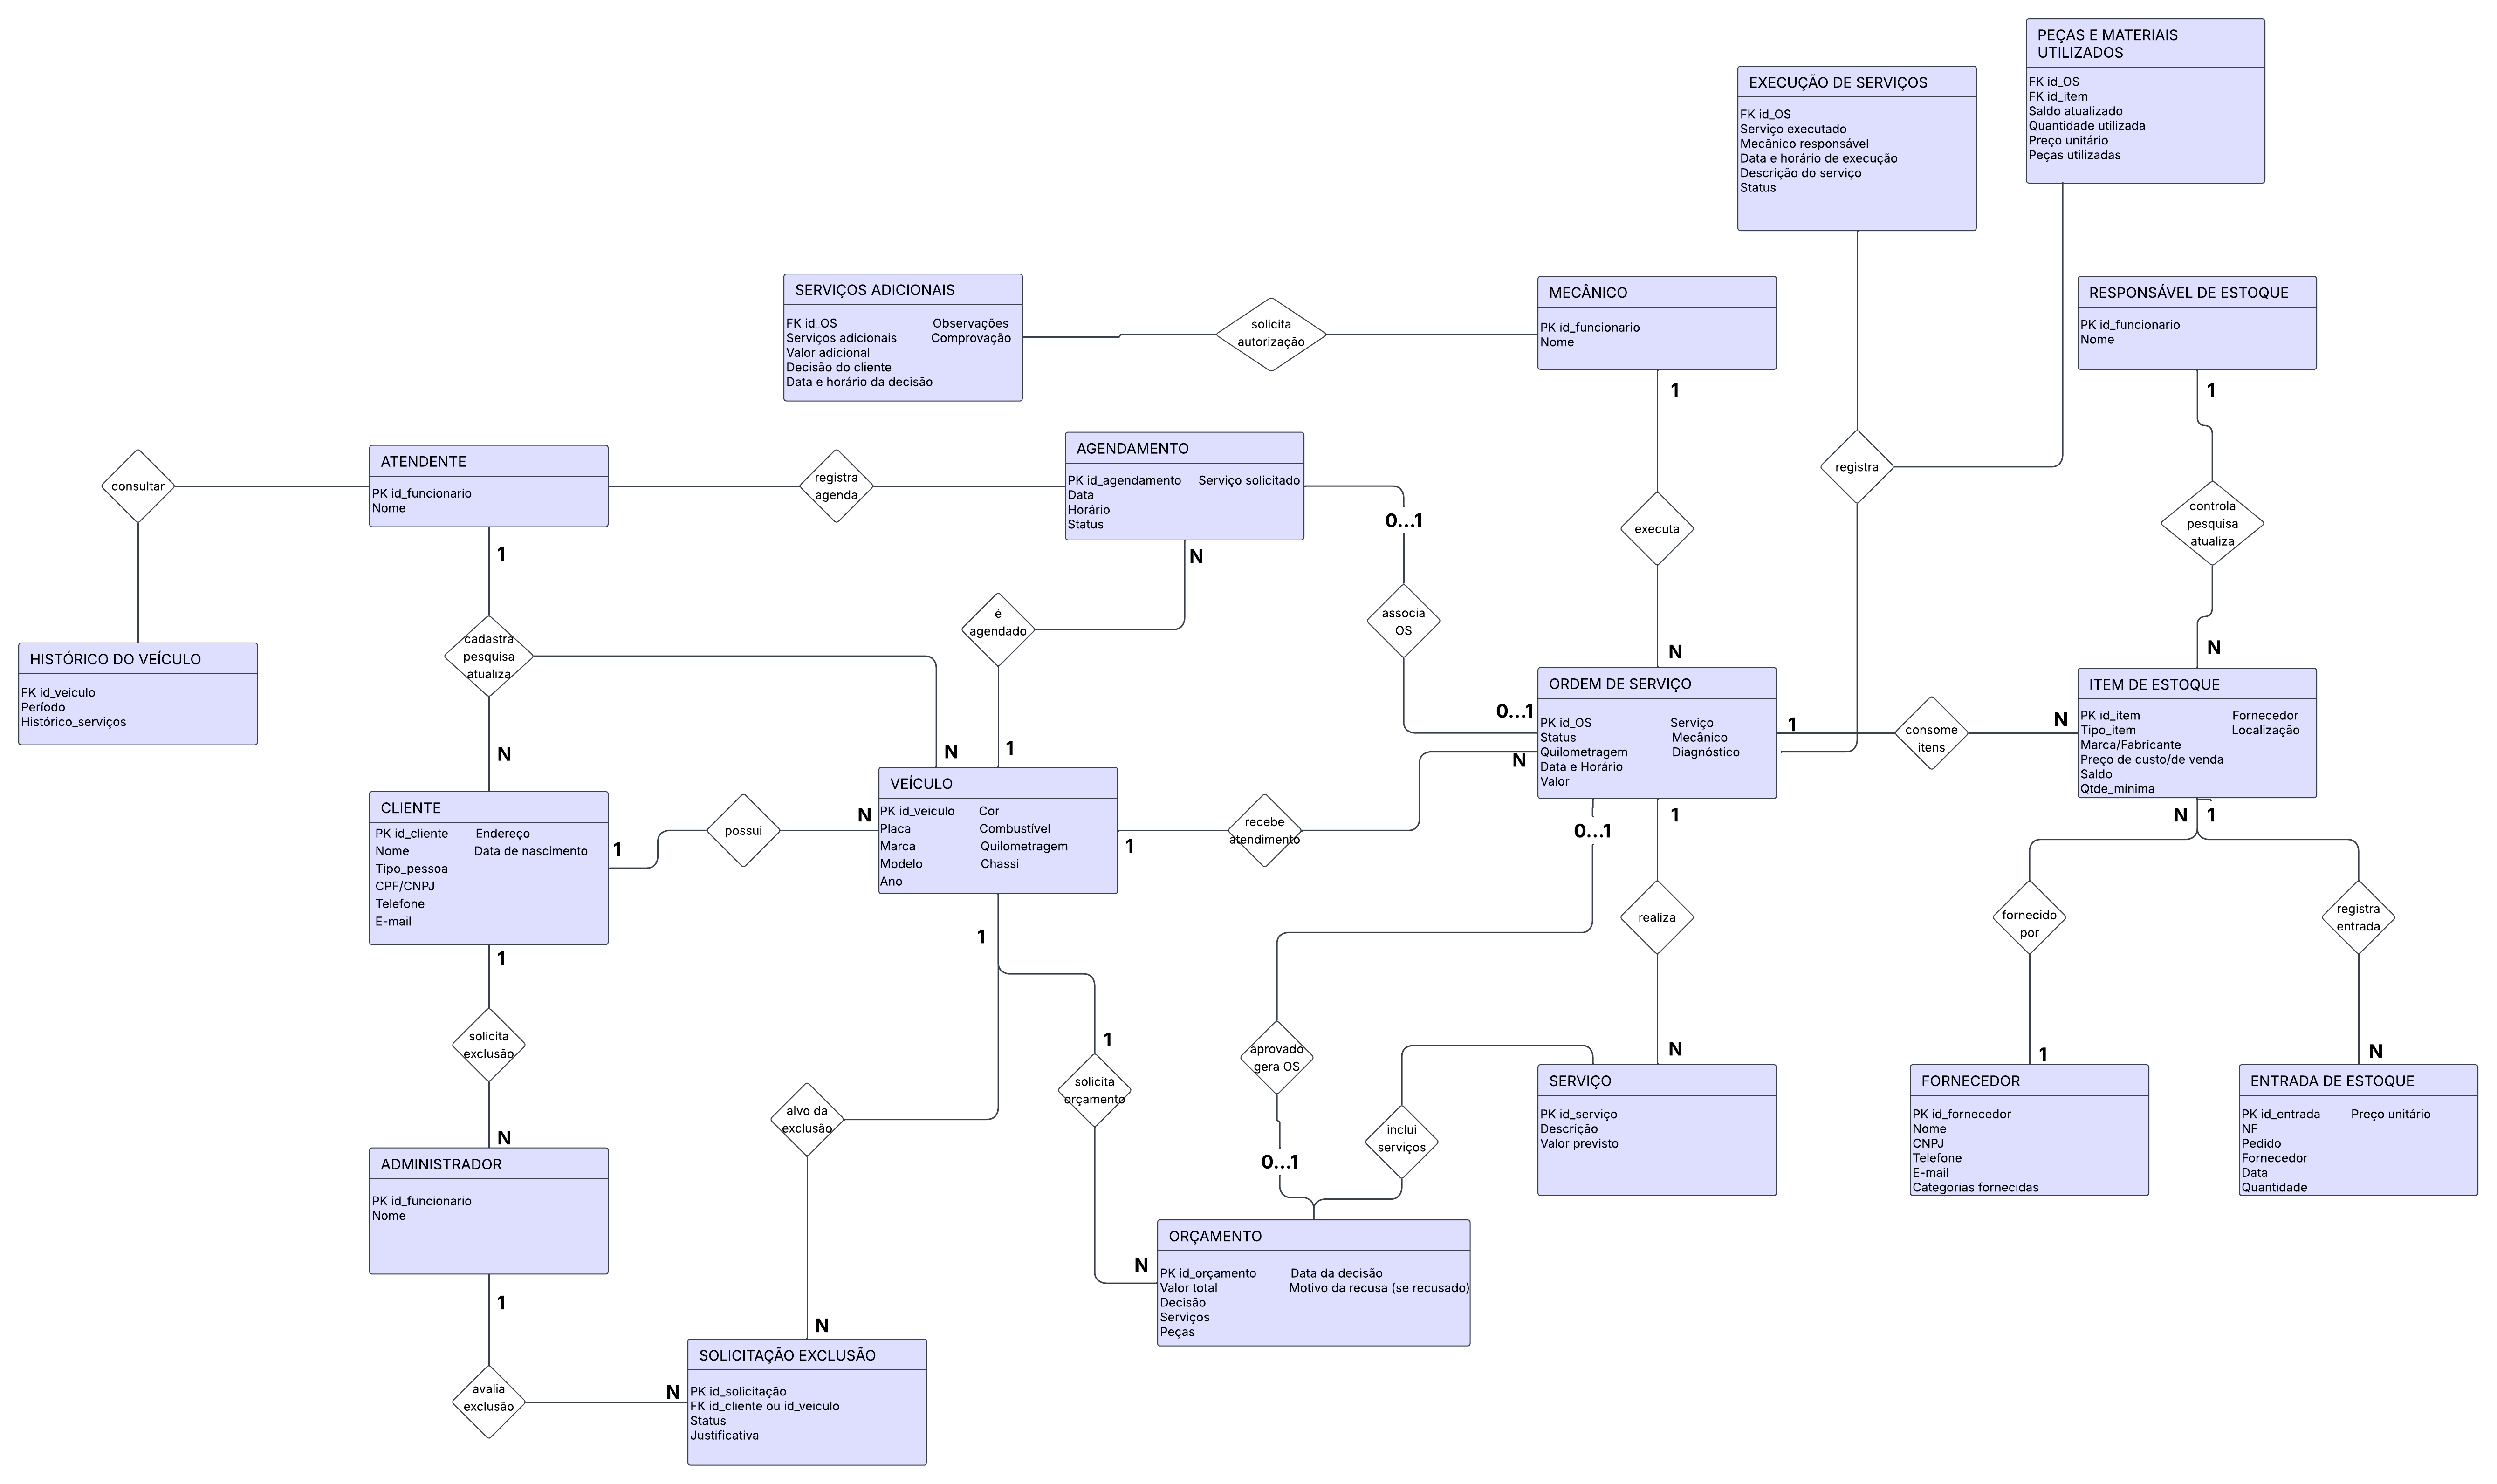 PEÇAS E MATERIAIS
UTILIZADOS
FK id_OS
FK id_item
Saldo atualizado
Quantidade utilizada
Preço unitário
Peças utilizadas
EXECUÇÃO DE SERVIÇOS
FK id_OS
Serviço executado
Mecânico responsável
Data e horário de execução
Descrição do serviço
Status
SERVIÇOS ADICIONAIS
FK id_OS Observações
Serviços adicionais Comprovação
Valor adicional
Decisão do cliente
Data e horário da decisão
solicita
autorização
MECÂNICO
PK id_funcionario
Nome
RESPONSÁVEL DE ESTOQUE
PK id_funcionario
Nome
1
1
consultar
ATENDENTE
PK id_funcionario
Nome
registra
agenda
AGENDAMENTO
PK id_agendamento Serviço solicitado
Data
Horário
Status
0...1
registra
executa
controla
pesquisa
atualiza
1
N
cadastra
pesquisa
atualiza
é
agendado
associa
OS
HISTÓRICO DO VEÍCULO
FK id_veiculo
Período
Histórico_serviços
N
N
1
N
N
0...1
N
ORDEM DE SERVIÇO
PK id_OS Serviço
Status Mecânico
Quilometragem Diagnóstico
Data e Horário
Valor
1
consome
itens
N
ITEM DE ESTOQUE
PK id_item Fornecedor
Tipo_item Localização
Marca/Fabricante
Preço de custo/de venda
Saldo
Qtde_mínima
CLIENTE
PK id_cliente Endereço
Nome Data de nascimento
Tipo_pessoa
CPF/CNPJ
Telefone
E-mail
1
possui
N
VEÍCULO
PK id_veiculo Cor
Placa Combustível
Marca Quilometragem
Modelo Chassi
Ano
1
recebe
atendimento
N
0...1
1
N
1
1
1
solicita
exclusão
realiza
fornecido
por
registra
entrada
1
alvo da
exclusão
solicita
orçamento
aprovado
gera OS
inclui
serviços
0...1
N
1
N
SERVIÇO
PK id_serviço
Descrição
Valor previsto
FORNECEDOR
PK id_fornecedor
Nome
CNPJ
Telefone
E-mail
Categorias fornecidas
ENTRADA DE ESTOQUE
PK id_entrada Preço unitário
NF
Pedido
Fornecedor
Data
Quantidade
N
ADMINISTRADOR
PK id_funcionario
Nome
N
ORÇAMENTO
PK id_orçamento Data da decisão
Valor total Motivo da recusa (se recusado)
Decisão
Serviços
Peças
1
N
avalia
exclusão
N
SOLICITAÇÃO EXCLUSÃO
PK id_solicitação
FK id_cliente ou id_veiculo
Status
Justificativa